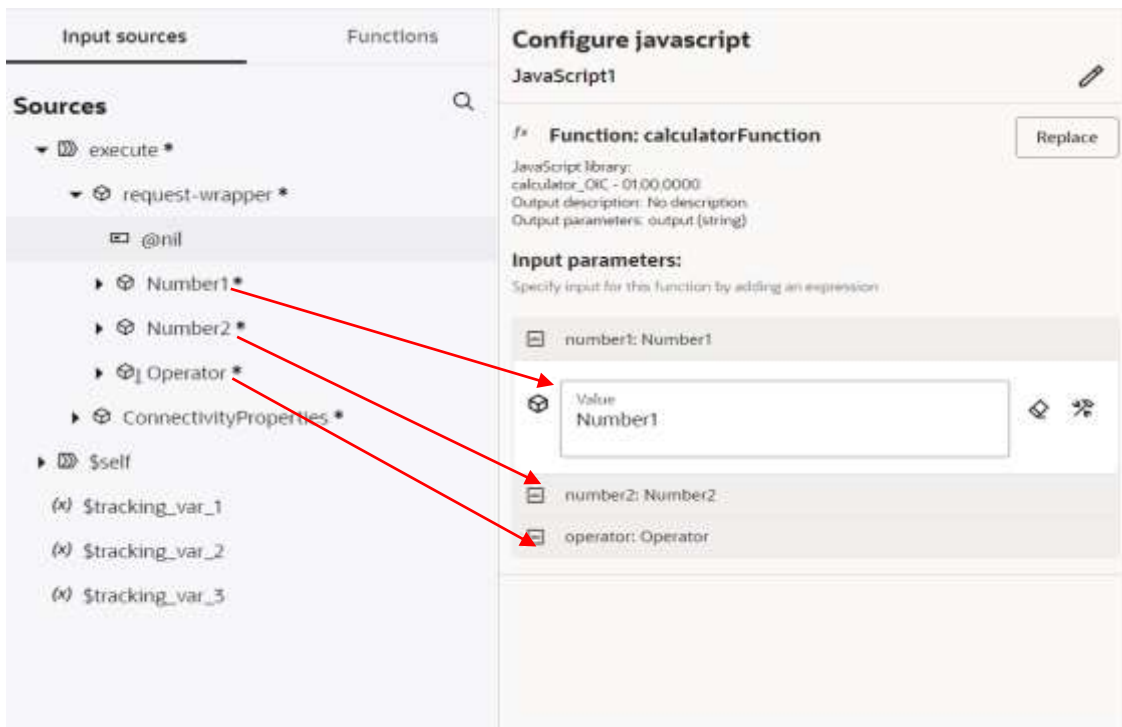 Input sources
Functions
Sources
execute *
request-wrapper *
@nil
Number1 *
Number2 *
Operator *
ConnectivityProperties *
$self
(x) $tracking_var_1
(x) $tracking_var_2
(x) $tracking_var_3
Configure javascript
JavaScript1
fx Function: calculatorFunction
Replace
JavaScript library:
calculator_OIC - 01.00.0000
Output description: No description
Output parameters: output (string)
Input parameters:
Specify input for this function by adding an expression
number1: Number1
Value
Number1
number2: Number2
operator: Operator